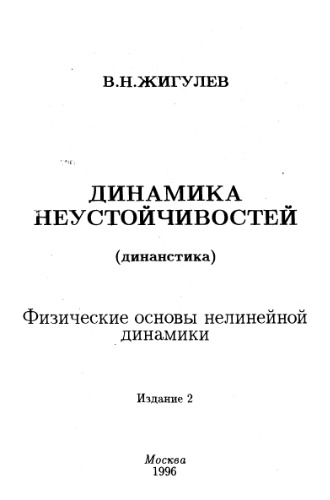 В.Н.ЖИГУЛЕВ
ДИНАМИКА
НЕУСТОЙЧИВОСТЕЙ
(динанстика)
Физические основы нелинейной
динамики
Издание 2
Москва
1996